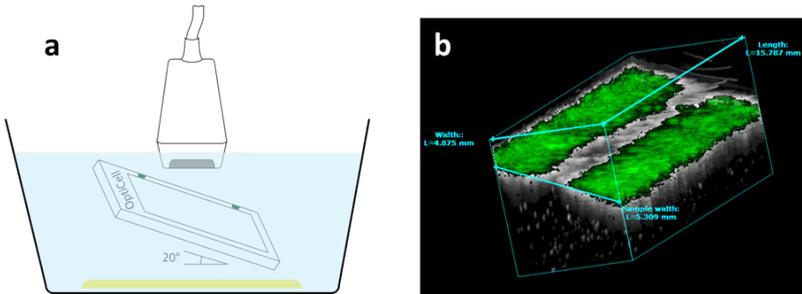 a
OptiCell
20°
b
Length:
L=15.787 mm
Width::
L=4.875 mm
Sample width:
L=5.309 mm